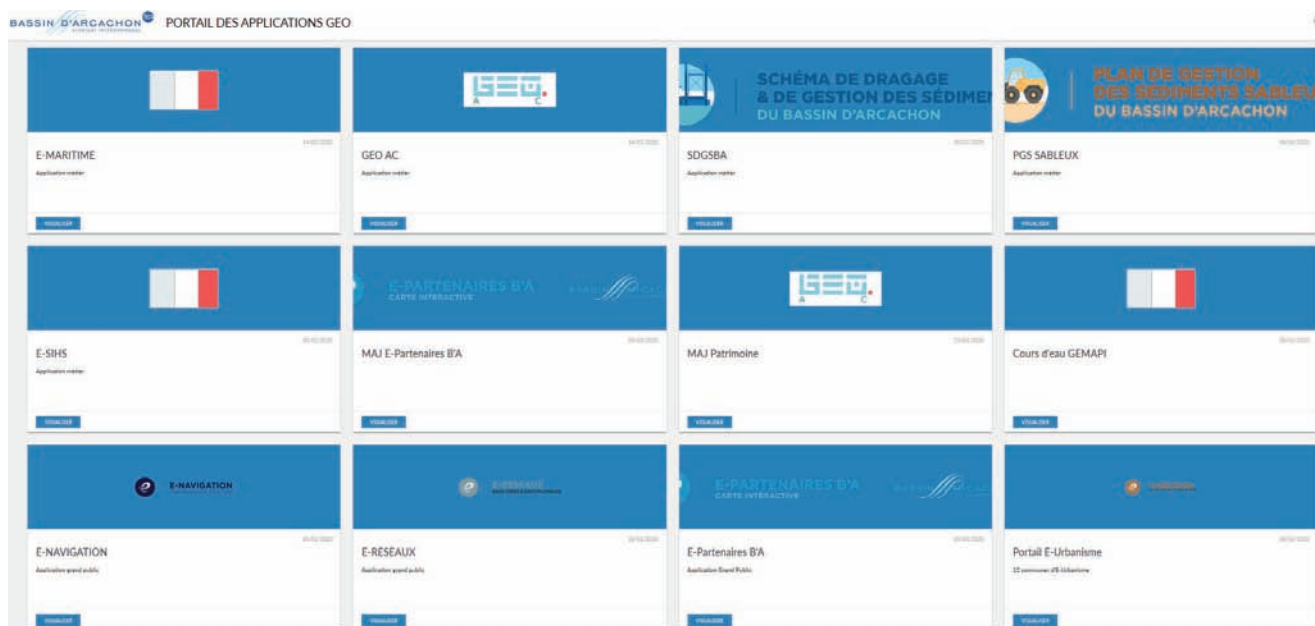 BASSIN D'ARCACHON
PORTAIL DES APPLICATIONS GEO
GEO.
A C
SCHÉMA DE DRAGAGE
& DE GESTION DES SÉDIMEN
DU BASSIN D'ARCACHON
PLAN DE GESTION
DES SÉDIMENTS SABLEU
DU BASSIN D'ARCACHON
E-MARITIME
Application métier
VISUALISER
GEO AC
Application métier
VISUALISER
SDGSBA
Application métier
VISUALISER
PGS SABLEUX
Application métier
VISUALISER
E-PARTENAIRES B'A
CARTE INTERACTIVE
GEO.
A C
E-SIHS
Application métier
VISUALISER
MAJ E-Partenaires B'A
VISUALISER
MAJ Patrimoine
VISUALISER
Cours d'eau GEMAPI
VISUALISER
E-NAVIGATION
E-RÉSEAUX
E-PARTENAIRES B'A
CARTE INTERACTIVE
E-NAVIGATION
Application grand public
VISUALISER
E-RÉSEAUX
Application grand public
VISUALISER
E-Partenaires B'A
Application Grand Public
VISUALISER
Portail E-Urbanisme
12 communes d'E-Urbanisme
VISUALISER